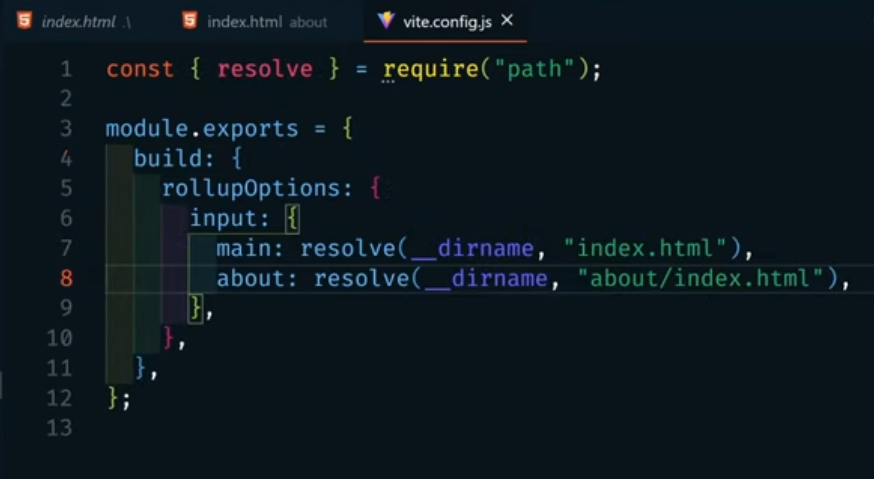 index.html .\ index.html about vite.config.js ×
1 const { resolve } = require("path");
2
3 module.exports = {
4   build: {
5     rollupOptions: {
6       input: {
7         main: resolve(__dirname, "index.html"),
8         about: resolve(__dirname, "about/index.html"),
9       },
10     },
11   },
12 };
13